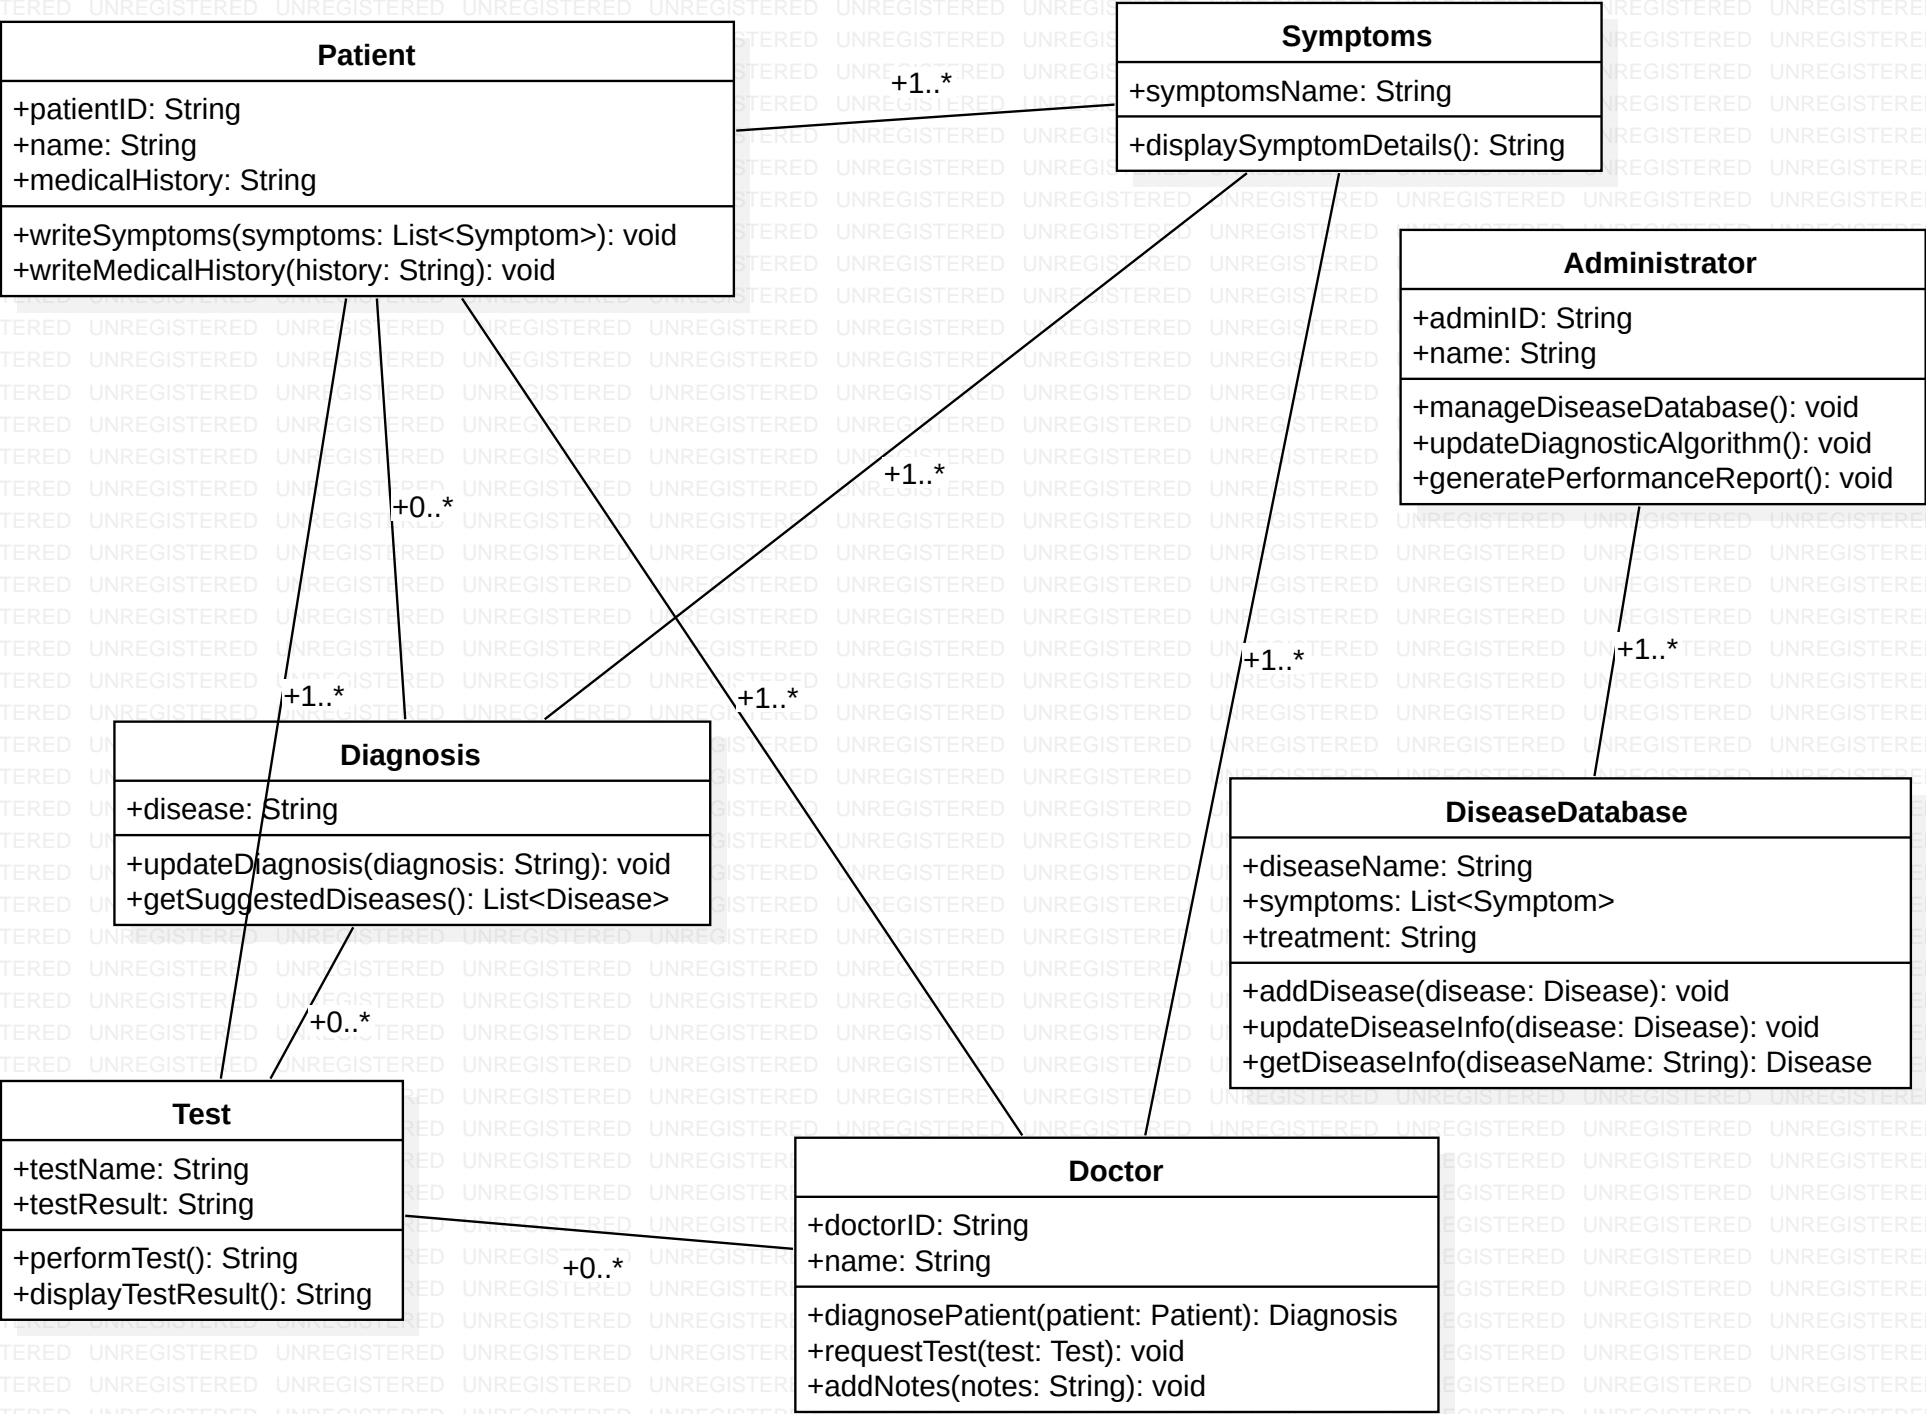 Patient
+patientID: String
+name: String
+medicalHistory: String
+writeSymptoms(symptoms: List<Symptom>): void
+writeMedicalHistory(history: String): void
+1..*
Symptoms
+symptomsName: String
+displaySymptomDetails(): String
Administrator
+adminID: String
+name: String
+manageDiseaseDatabase(): void
+updateDiagnosticAlgorithm(): void
+generatePerformanceReport(): void
+0..*
+1..*
+1..*
+1..*
+1..*
+1..*
Diagnosis
+disease: String
+updateDiagnosis(diagnosis: String): void
+getSuggestedDiseases(): List<Disease>
DiseaseDatabase
+diseaseName: String
+symptoms: List<Symptom>
+treatment: String
+addDisease(disease: Disease): void
+updateDiseaseInfo(disease: Disease): void
+getDiseaseInfo(diseaseName: String): Disease
+0..*
Test
+testName: String
+testResult: String
+performTest(): String
+displayTestResult(): String
+0..*
Doctor
+doctorID: String
+name: String
+diagnosePatient(patient: Patient): Diagnosis
+requestTest(test: Test): void
+addNotes(notes: String): void
UNREGISTERED